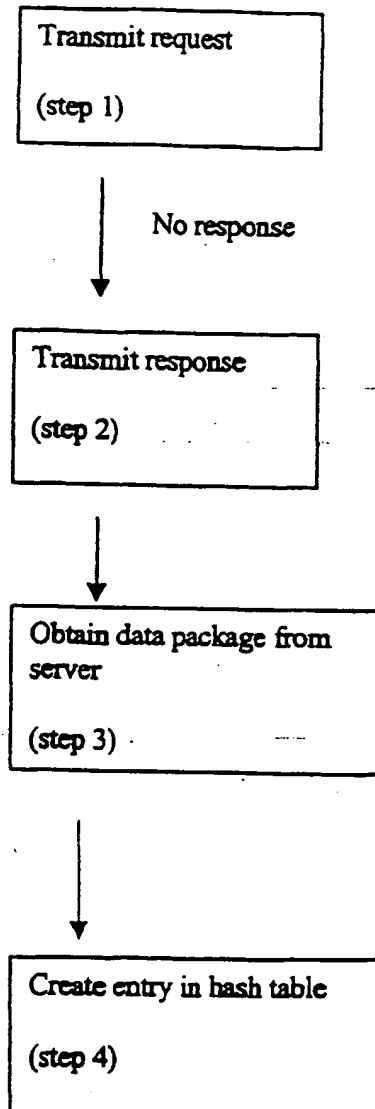 Transmit request
(step 1)
No response
Transmit response
(step 2)
Obtain data package from
server
(step 3)
Create entry in hash table
(step 4)